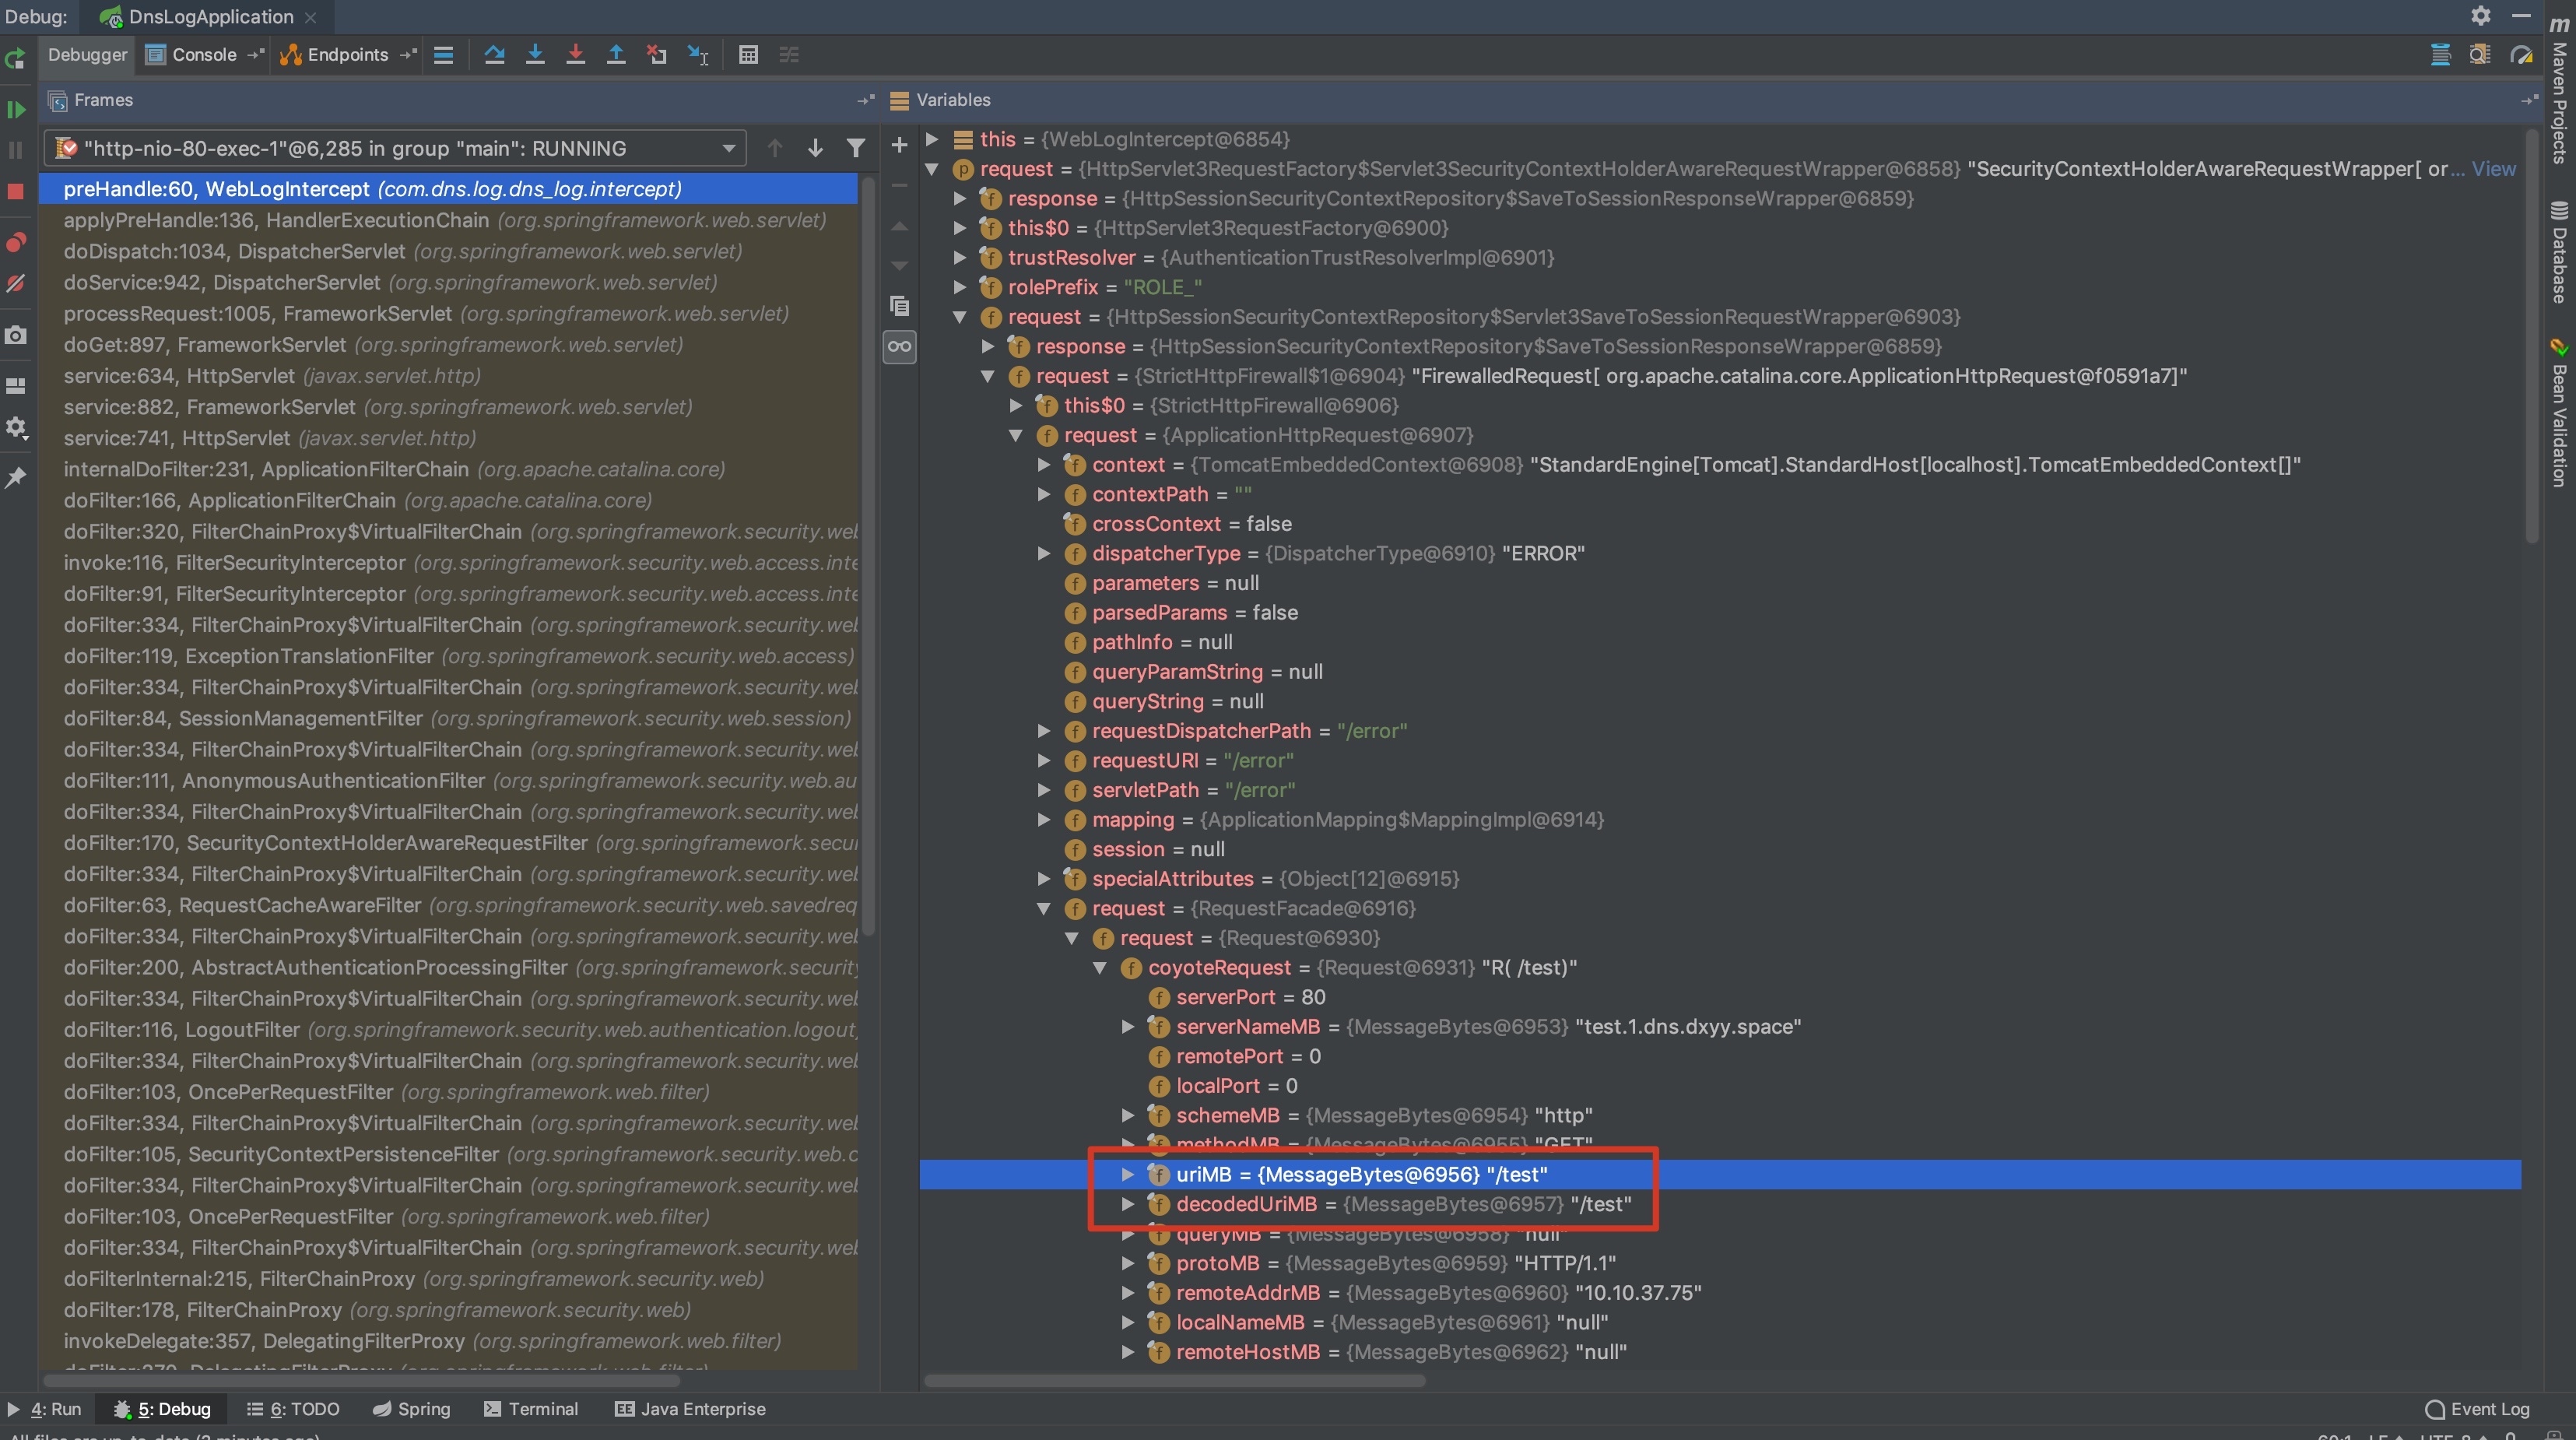 Debug: DnsLogApplication
Debugger Console Endpoints
Frames
"http-nio-80-exec-1"@6,285 in group "main": RUNNING
preHandle:60, WebLogIntercept (com.dns.log.dns_log.intercept)
applyPreHandle:136, HandlerExecutionChain (org.springframework.web.servlet)
doDispatch:1034, DispatcherServlet (org.springframework.web.servlet)
doService:942, DispatcherServlet (org.springframework.web.servlet)
processRequest:1005, FrameworkServlet (org.springframework.web.servlet)
doGet:897, FrameworkServlet (org.springframework.web.servlet)
service:634, HttpServlet (javax.servlet.http)
service:882, FrameworkServlet (org.springframework.web.servlet)
service:741, HttpServlet (javax.servlet.http)
internalDoFilter:231, ApplicationFilterChain (org.apache.catalina.core)
doFilter:166, ApplicationFilterChain (org.apache.catalina.core)
doFilter:320, FilterChainProxy$VirtualFilterChain (org.springframework.security.web
invoke:116, FilterSecurityInterceptor (org.springframework.security.web.access.inte
doFilter:91, FilterSecurityInterceptor (org.springframework.security.web.access.inte
doFilter:334, FilterChainProxy$VirtualFilterChain (org.springframework.security.web
doFilter:119, ExceptionTranslationFilter (org.springframework.security.web.access)
doFilter:334, FilterChainProxy$VirtualFilterChain (org.springframework.security.web
doFilter:84, SessionManagementFilter (org.springframework.security.web.session)
doFilter:334, FilterChainProxy$VirtualFilterChain (org.springframework.security.web
doFilter:111, AnonymousAuthenticationFilter (org.springframework.security.web.au
doFilter:334, FilterChainProxy$VirtualFilterChain (org.springframework.security.web
doFilter:170, SecurityContextHolderAwareRequestFilter (org.springframework.secur
doFilter:334, FilterChainProxy$VirtualFilterChain (org.springframework.security.web
doFilter:63, RequestCacheAwareFilter (org.springframework.security.web.savedreq
doFilter:334, FilterChainProxy$VirtualFilterChain (org.springframework.security.web
doFilter:200, AbstractAuthenticationProcessingFilter (org.springframework.security
doFilter:334, FilterChainProxy$VirtualFilterChain (org.springframework.security.web
doFilter:116, LogoutFilter (org.springframework.security.web.authentication.logout,
doFilter:334, FilterChainProxy$VirtualFilterChain (org.springframework.security.web
doFilter:103, OncePerRequestFilter (org.springframework.web.filter)
doFilter:334, FilterChainProxy$VirtualFilterChain (org.springframework.security.web
doFilter:105, SecurityContextPersistenceFilter (org.springframework.security.web.c
doFilter:334, FilterChainProxy$VirtualFilterChain (org.springframework.security.web
doFilter:103, OncePerRequestFilter (org.springframework.web.filter)
doFilter:334, FilterChainProxy$VirtualFilterChain (org.springframework.security.web
doFilterInternal:215, FilterChainProxy (org.springframework.security.web)
doFilter:178, FilterChainProxy (org.springframework.security.web)
invokeDelegate:357, DelegatingFilterProxy (org.springframework.web.filter)
Variables
this = {WebLogIntercept@6854}
request = {HttpServlet3RequestFactory$Servlet3SecurityContextHolderAwareRequestWrapper@6858} "SecurityContextHolderAwareRequestWrapper[ or... View
response = {HttpSessionSecurityContextRepository$SaveToSessionResponseWrapper@6859}
this$0 = {HttpServlet3RequestFactory@6900}
trustResolver = {AuthenticationTrustResolverImpl@6901}
rolePrefix = "ROLE_"
request = {HttpSessionSecurityContextRepository$Servlet3SaveToSessionRequestWrapper@6903}
response = {HttpSessionSecurityContextRepository$SaveToSessionResponseWrapper@6859}
request = {StrictHttpFirewall$1@6904} "FirewalledRequest[ org.apache.catalina.core.ApplicationHttpRequest@f0591a7]"
this$0 = {StrictHttpFirewall@6906}
request = {ApplicationHttpRequest@6907}
context = {TomcatEmbeddedContext@6908} "StandardEngine[Tomcat].StandardHost[localhost].TomcatEmbeddedContext[]"
contextPath = ""
crossContext = false
dispatcherType = {DispatcherType@6910} "ERROR"
parameters = null
parsedParams = false
pathInfo = null
queryParamString = null
queryString = null
requestDispatcherPath = "/error"
requestURI = "/error"
servletPath = "/error"
mapping = {ApplicationMapping$MappingImpl@6914}
session = null
specialAttributes = {Object[12]@6915}
request = {RequestFacade@6916}
request = {Request@6930}
coyoteRequest = {Request@6931} "R( /test)"
serverPort = 80
serverNameMB = {MessageBytes@6953} "test.1.dns.dxyy.space"
remotePort = 0
localPort = 0
schemeMB = {MessageBytes@6954} "http"
methodMB = {MessageBytes@6955} "GET"
uriMB = {MessageBytes@6956} "/test"
decodedUriMB = {MessageBytes@6957} "/test"
queryMB = {MessageBytes@6958} "null"
protoMB = {MessageBytes@6959} "HTTP/1.1"
remoteAddrMB = {MessageBytes@6960} "10.10.37.75"
localNameMB = {MessageBytes@6961} "null"
remoteHostMB = {MessageBytes@6962} "null"
m Maven Projects
Database
Bean Validation
4: Run 5: Debug 6: TODO Spring Terminal Java Enterprise Event Log